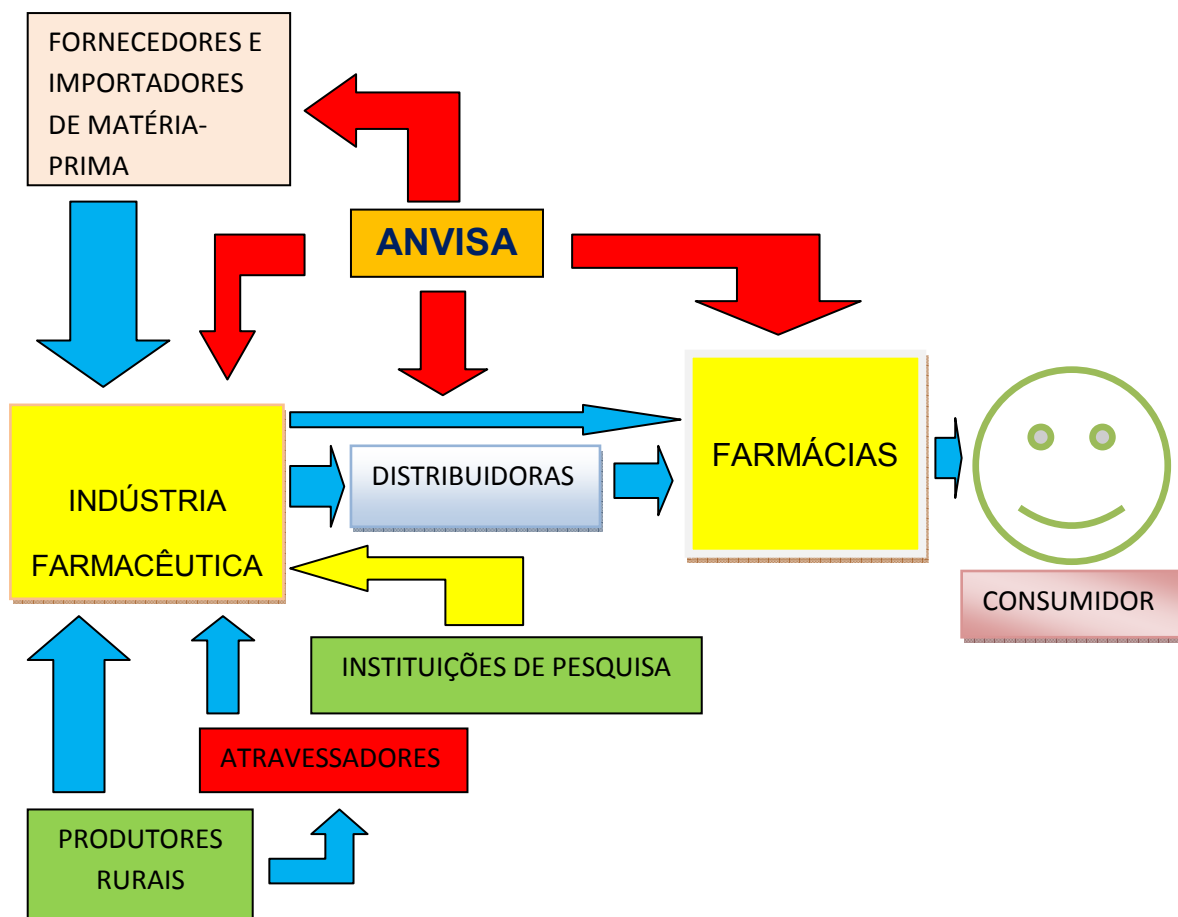 FORNECEDORES E
IMPORTADORES
DE MATÉRIA-
PRIMA
ANVISA
INDÚSTRIA
FARMACÊUTICA
DISTRIBUIDORAS
FARMÁCIAS
CONSUMIDOR
INSTITUIÇÕES DE PESQUISA
ATRAVESSADORES
PRODUTORES
RURAIS